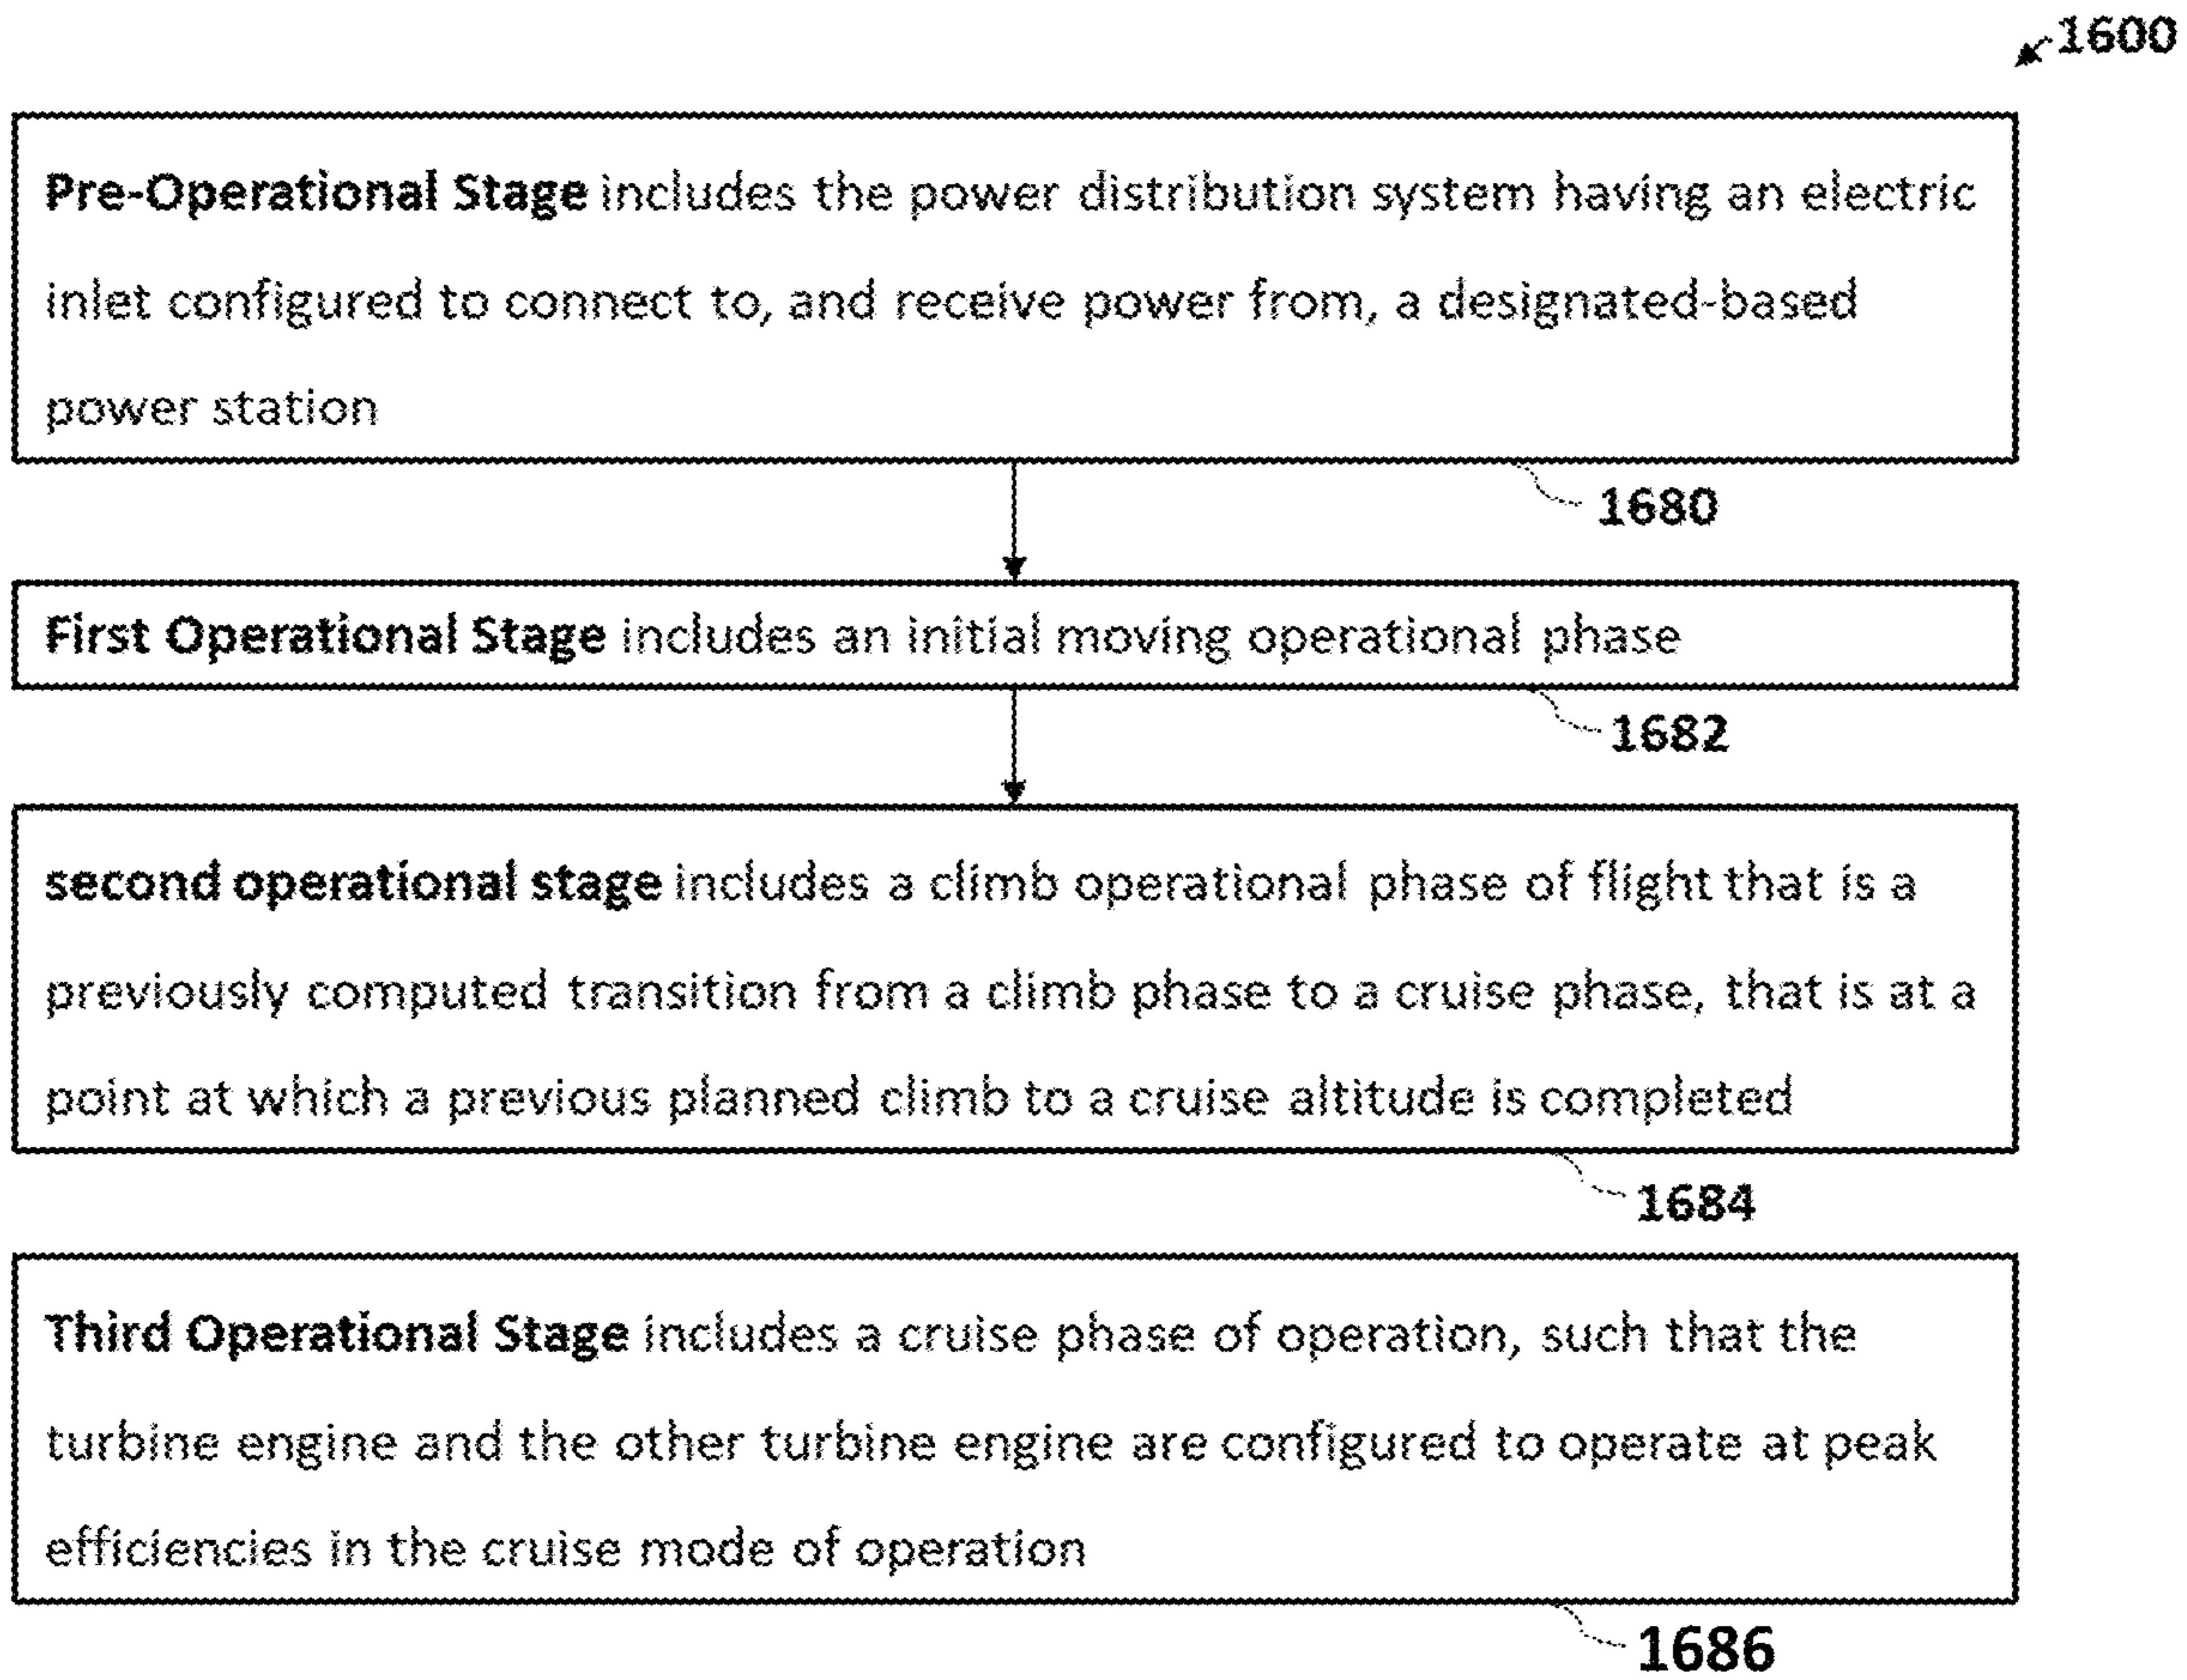 1600
Pre-Operational Stage includes the power distribution system having an electric
inlet configured to connect to, and receive power from, a designated-based
power station
1680
First Operational Stage includes an initial moving operational phase
1682
second operational stage includes a climb operational phase of flight that is a
previously computed transition from a climb phase to a cruise phase, that is at a
point at which a previous planned climb to a cruise altitude is completed
1684
Third Operational Stage includes a cruise phase of operation, such that the
turbine engine and the other turbine engine are configured to operate at peak
efficiencies in the cruise mode of operation
1686